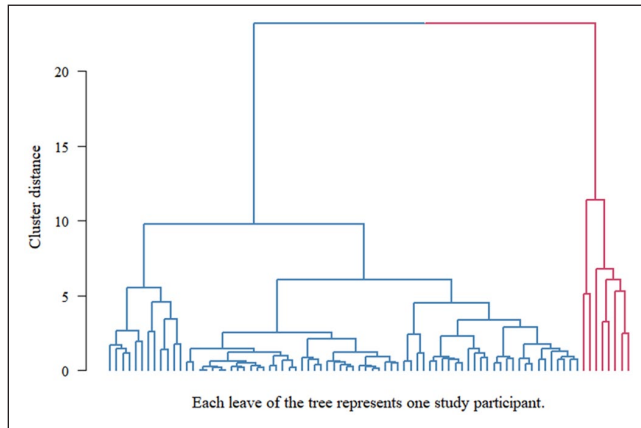 20
15
10
5
0
Cluster distance
Each leave of the tree represents one study participant.